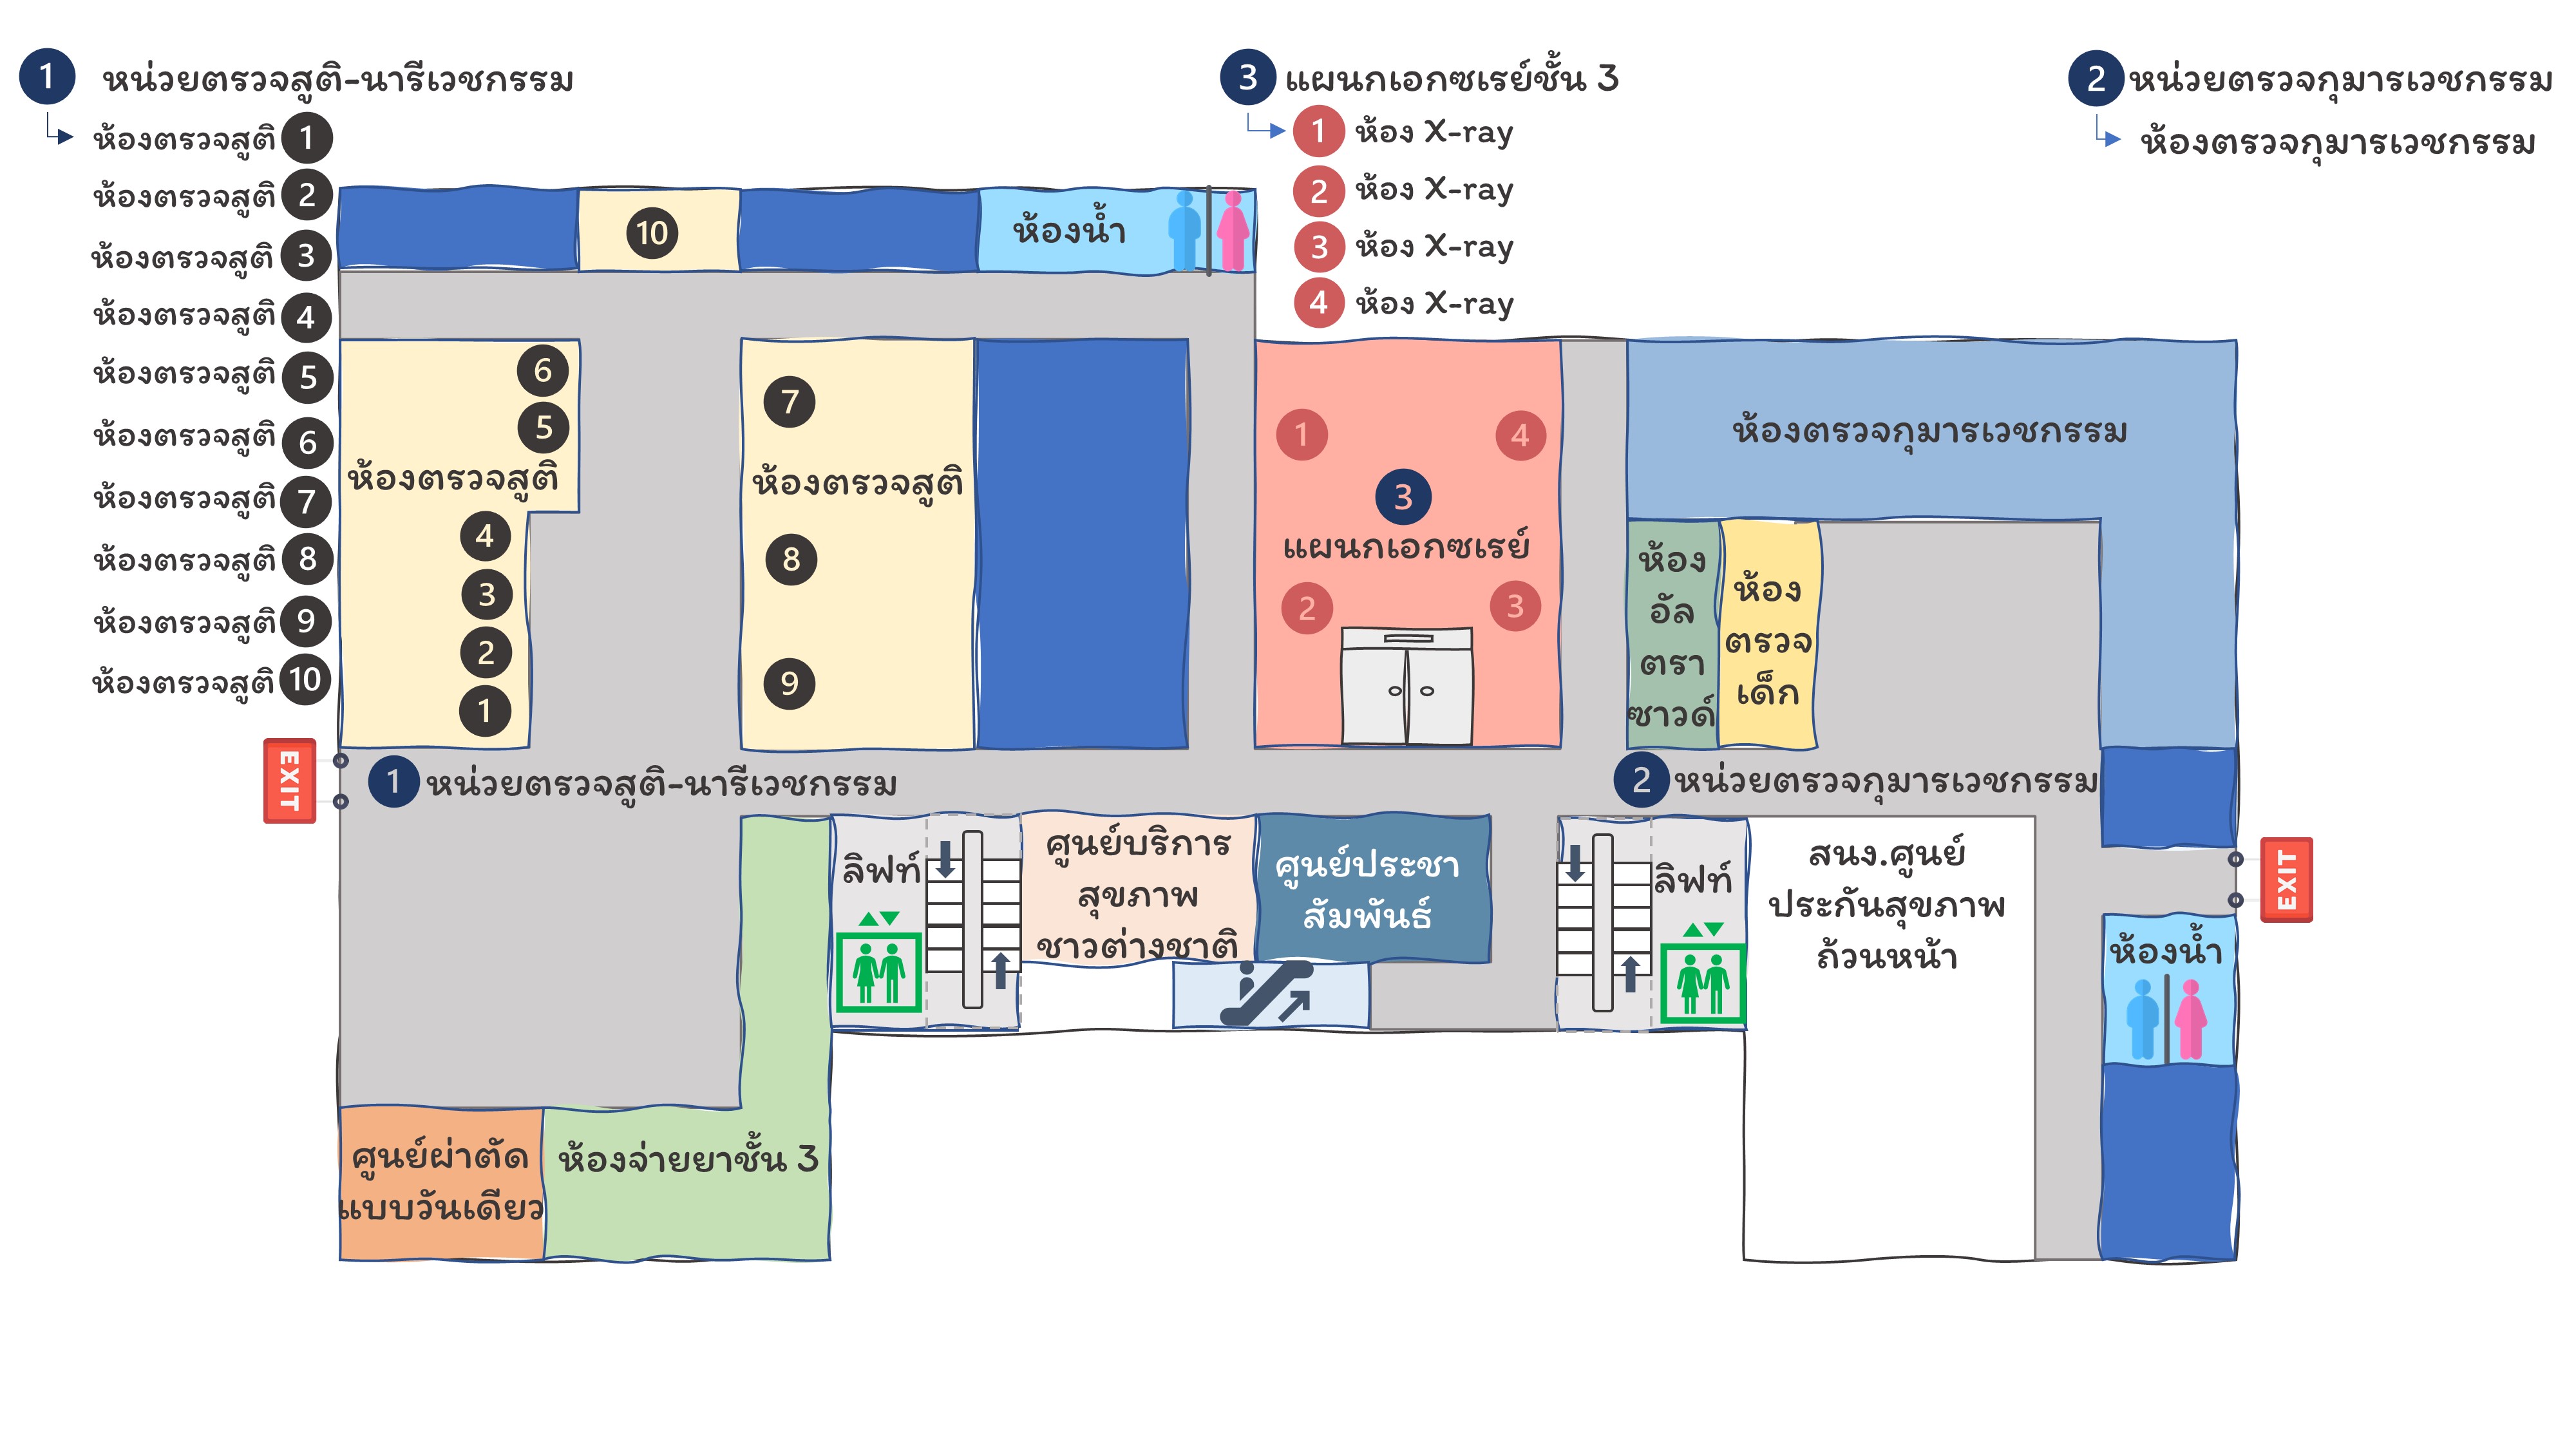 1 หน่วยตรวจสูติ-นารีเวชกรรม
ห้องตรวจสูติ 1
ห้องตรวจสูติ 2
ห้องตรวจสูติ 3
ห้องตรวจสูติ 4
ห้องตรวจสูติ 5
ห้องตรวจสูติ 6
ห้องตรวจสูติ 7
ห้องตรวจสูติ 8
ห้องตรวจสูติ 9
ห้องตรวจสูติ 10
3 แผนกเอกซเรย์ชั้น 3
1 ห้อง X-ray
2 ห้อง X-ray
3 ห้อง X-ray
4 ห้อง X-ray
2 หน่วยตรวจกุมารเวชกรรม
ห้องตรวจกุมารเวชกรรม
10
ห้องน้ำ
6
5
ห้องตรวจสูติ
4
3
2
1
7
ห้องตรวจสูติ
8
9
1
4
3
แผนกเอกซเรย์
2
3
ห้องตรวจกุมารเวชกรรม
ห้อง
อัล
ตรา
ซาวด์
ห้อง
ตรวจ
เด็ก
EXIT
1 หน่วยตรวจสูติ-นารีเวชกรรม
2 หน่วยตรวจกุมารเวชกรรม
ลิฟท์
ศูนย์บริการ
สุขภาพ
ชาวต่างชาติ
ศูนย์ประชา
สัมพันธ์
ลิฟท์
สนง.ศูนย์
ประกันสุขภาพ
ถ้วนหน้า
EXIT
ห้องน้ำ
ศูนย์ผ่าตัด
แบบวันเดียว
ห้องจ่ายยาชั้น 3